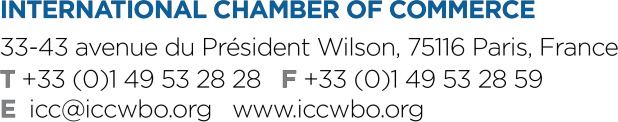 INTERNATIONAL CHAMBER OF COMMERCE
33-43 avenue du Président Wilson, 75116 Paris, France
T +33 (0)1 49 53 28 28 F +33 (0)1 49 53 28 59
E icc@iccwbo.org www.iccwbo.org